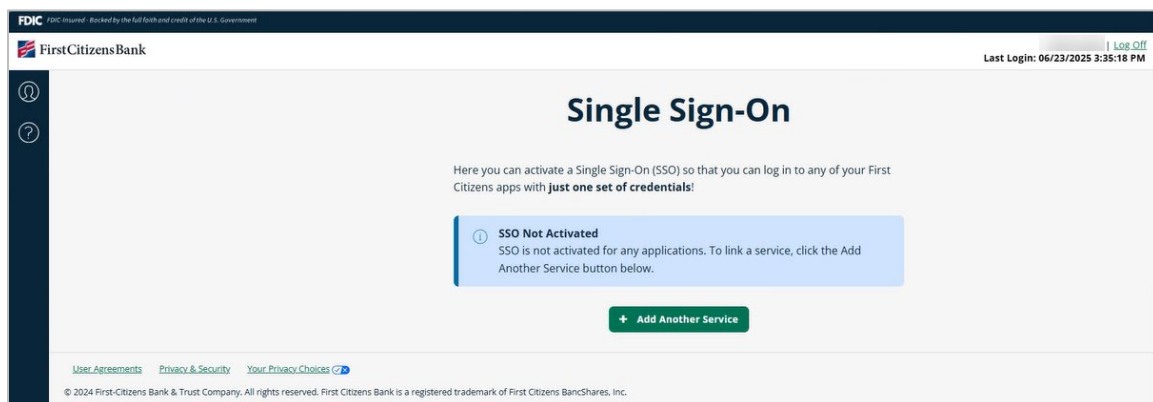 FDIC FDIC-Insured - Backed by the full faith and credit of the U.S. Government
First Citizens Bank
| Log Off
Last Login: 06/23/2025 3:35:18 PM
Single Sign-On
Here you can activate a Single Sign-On (SSO) so that you can log in to any of your First
Citizens apps with just one set of credentials!
SSO Not Activated
SSO is not activated for any applications. To link a service, click the Add
Another Service button below.
+ Add Another Service
User Agreements Privacy & Security Your Privacy Choices
© 2024 First-Citizens Bank & Trust Company. All rights reserved. First Citizens Bank is a registered trademark of First Citizens BancShares, Inc.